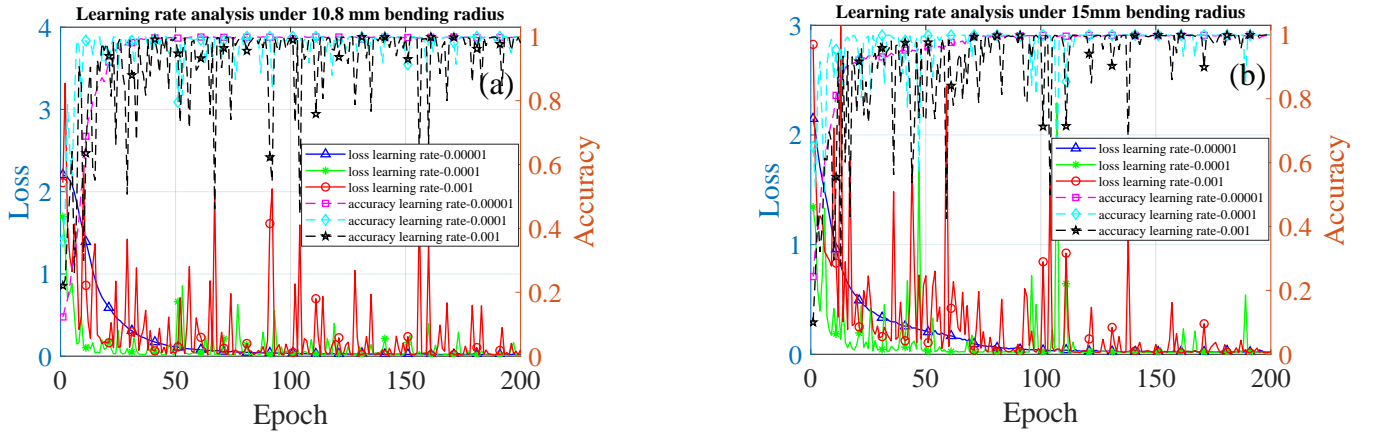 Learning rate analysis under 10.8 mm bending radius
4
3
2
1
0
Loss
1
0.8
0.6
0.4
0.2
0
Accuracy
(a)
loss learning rate-0.00001
loss learning rate-0.0001
loss learning rate-0.001
accuracy learning rate-0.00001
accuracy learning rate-0.0001
accuracy learning rate-0.001
0 50 100 150 200
Epoch
Learning rate analysis under 15mm bending radius
3
2
1
0
Loss
1
0.8
0.6
0.4
0.2
0
Accuracy
(b)
loss learning rate-0.00001
loss learning rate-0.0001
loss learning rate-0.001
accuracy learning rate-0.00001
accuracy learning rate-0.0001
accuracy learning rate-0.001
0 50 100 150 200
Epoch